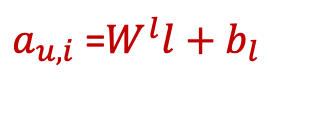 a_{u,i} =W^l l + b_l